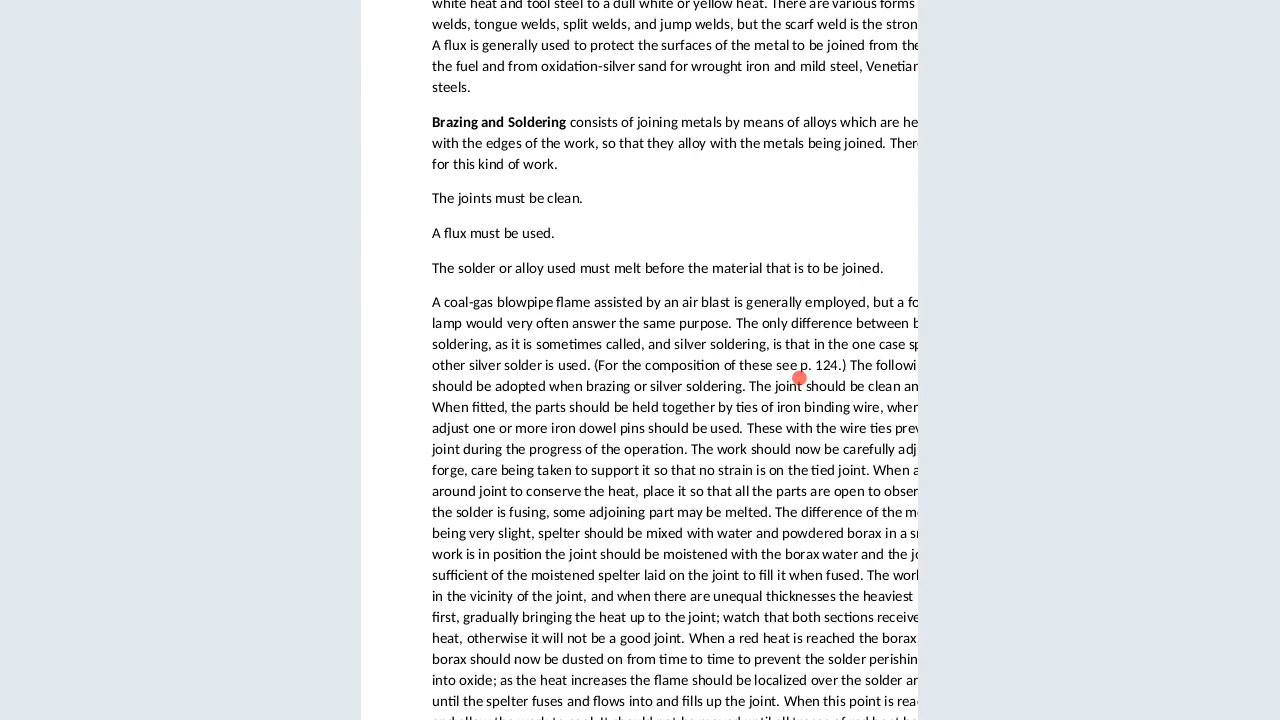 white heat and tool steel to a dull white or yellow heat. There are various forms
welds, tongue welds, split welds, and jump welds, but the scarf weld is the stron
A flux is generally used to protect the surfaces of the metal to be joined from the
the fuel and from oxidation-silver sand for wrought iron and mild steel, Venetian
steels.
Brazing and Soldering consists of joining metals by means of alloys which are he
with the edges of the work, so that they alloy with the metals being joined. Ther
for this kind of work.
The joints must be clean.
A flux must be used.
The solder or alloy used must melt before the material that is to be joined.
A coal-gas blowpipe flame assisted by an air blast is generally employed, but a fo
lamp would very often answer the same purpose. The only difference between b
soldering, as it is sometimes called, and silver soldering, is that in the one case sp
other silver solder is used. (For the composition of these see p. 124.) The followi
should be adopted when brazing or silver soldering. The joint should be clean an
When fitted, the parts should be held together by ties of iron binding wire, when
adjust one or more iron dowel pins should be used. These with the wire ties prev
joint during the progress of the operation. The work should now be carefully adj
forge, care being taken to support it so that no strain is on the tied joint. When a
around joint to conserve the heat, place it so that all the parts are open to obser
the solder is fusing, some adjoining part may be melted. The difference of the me
being very slight, spelter should be mixed with water and powdered borax in a sm
work is in position the joint should be moistened with the borax water and the jo
sufficient of the moistened spelter laid on the joint to fill it when fused. The work
in the vicinity of the joint, and when there are unequal thicknesses the heaviest
first, gradually bringing the heat up to the joint; watch that both sections receive
heat, otherwise it will not be a good joint. When a red heat is reached the borax
borax should now be dusted on from time to time to prevent the solder perishin
into oxide; as the heat increases the flame should be localized over the solder an
until the spelter fuses and flows into and fills up the joint. When this point is rea